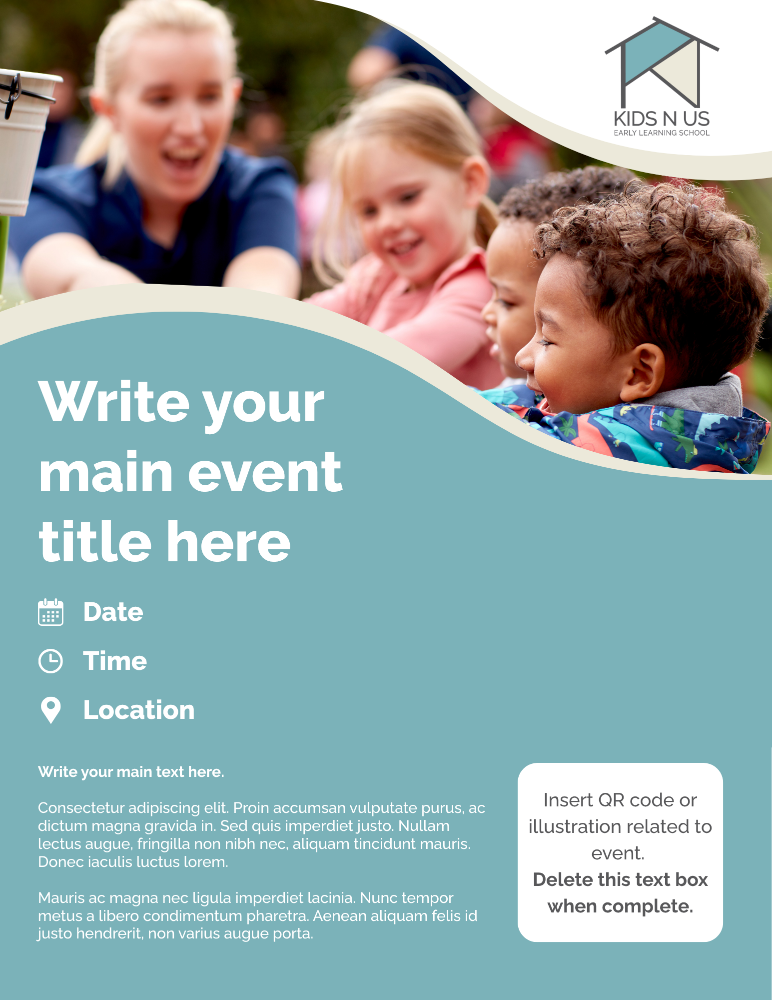 KIDS N US
EARLY LEARNING SCHOOL
Write your
main event
title here
Date
Time
Location
Write your main text here.
Consectetur adipiscing elit. Proin accumsan vulputate purus, ac
dictum magna gravida in. Sed quis imperdiet justo. Nullam
lectus augue, fringilla non nibh nec, aliquam tincidunt mauris.
Donec iaculis luctus lorem.
Mauris ac magna nec ligula imperdiet lacinia. Nunc tempor
metus a libero condimentum pharetra. Aenean aliquam felis id
justo hendrerit, non varius augue porta.
Insert QR code or
illustration related to
event.
Delete this text box
when complete.